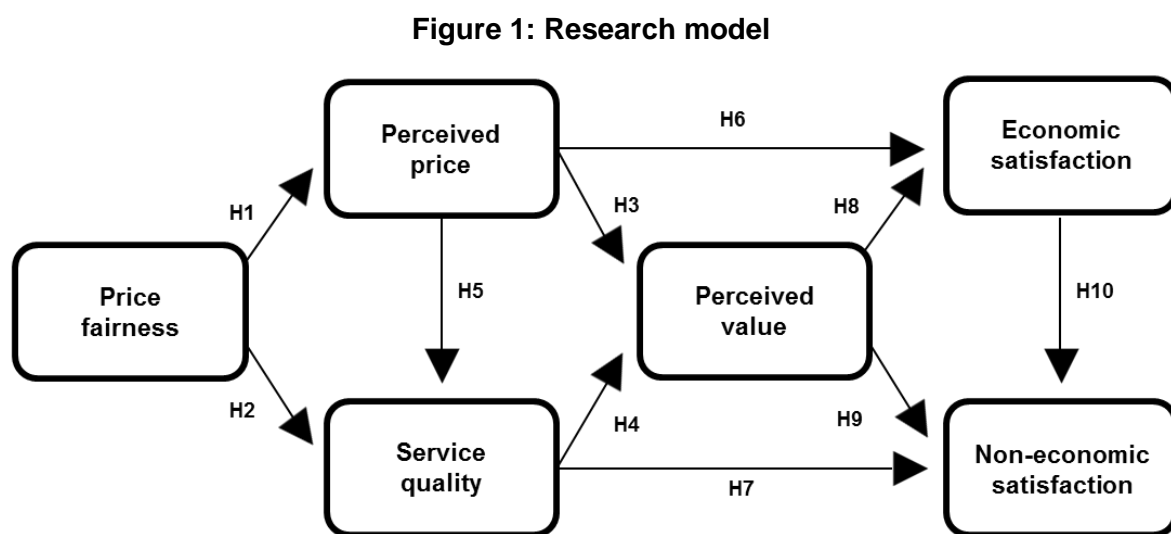 Figure 1: Research model
Perceived
price
H6
Economic
satisfaction
H1
H3
H8
Price
fairness
H5
Perceived
value
H10
H2
Service
quality
H4
H9
H7
Non-economic
satisfaction